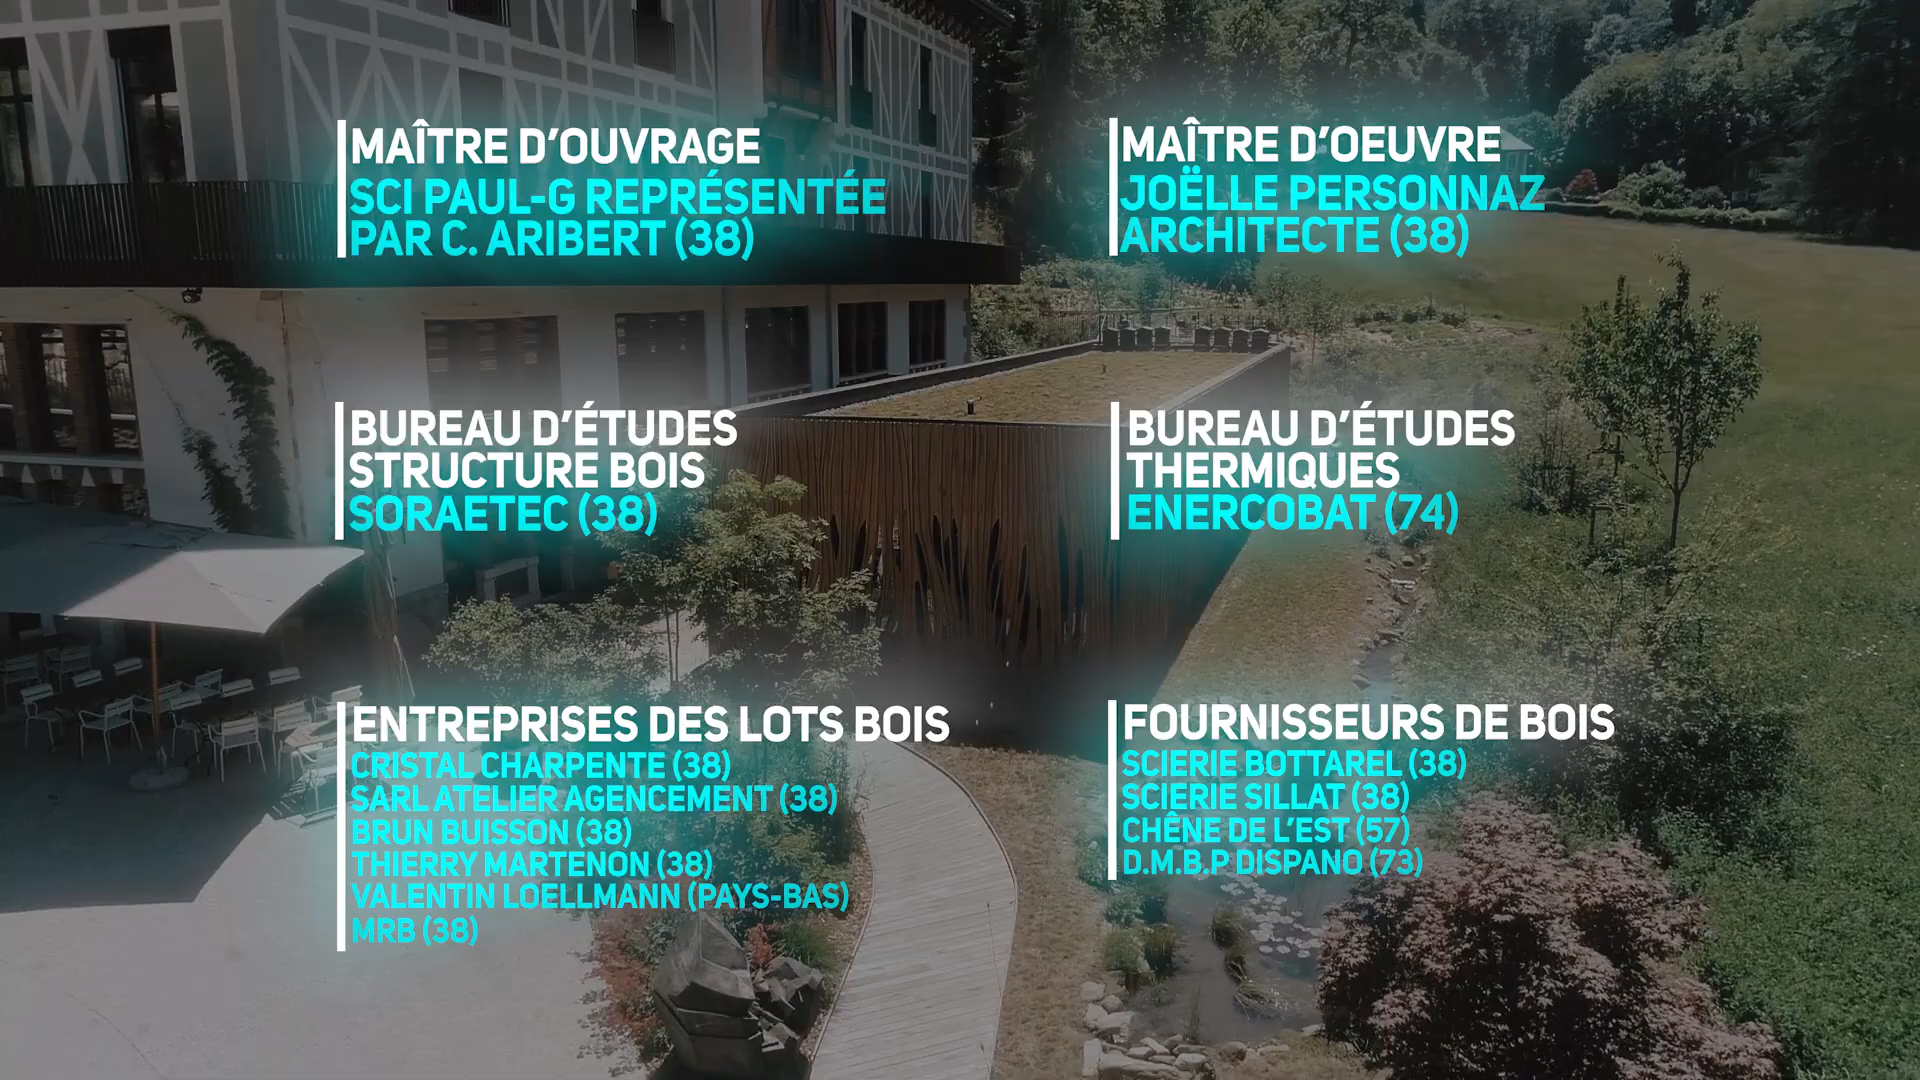 MAÎTRE D'OUVRAGE
SCI PAUL-G REPRÉSENTÉE
PAR C. ARIBERT (38)
MAÎTRE D'OEUVRE
JOËLLE PERSONNAZ
ARCHITECTE (38)
BUREAU D'ÉTUDES
STRUCTURE BOIS
SORAETEC (38)
BUREAU D'ÉTUDES
THERMIQUES
ENERCOBAT (74)
ENTREPRISES DES LOTS BOIS
CRISTAL CHARPENTE (38)
SARL ATELIER AGENCEMENT (38)
BRUN BUISSON (38)
THIERRY MARTENON (38)
VALENTIN LOELLMANN (PAYS-BAS)
MRB (38)
FOURNISSEURS DE BOIS
SCIERIE BOTTAREL (38)
SCIERIE SILLAT (38)
CHÊNE DE L'EST (57)
D.M.B.P DISPANO (73)